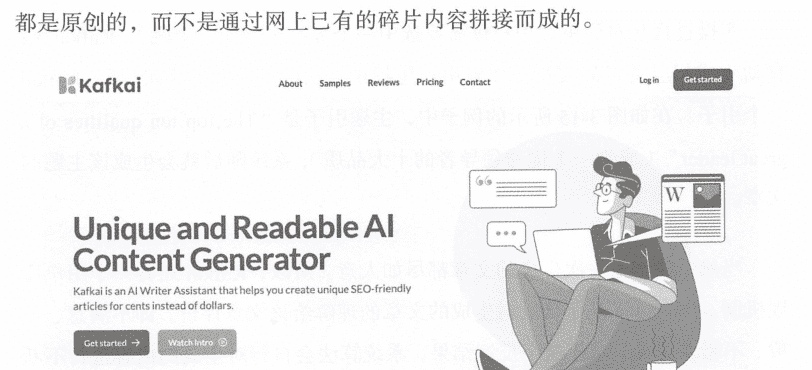 都是原创的，而不是通过网上已有的碎片内容拼接而成的。
Kafkai About Samples Reviews Pricing Contact Log in Get started
Unique and Readable AI
Content Generator
Kafkai is an AI Writer Assistant that helps you create unique SEO-friendly
articles for cents instead of dollars.
Get started → Watch Intro
W